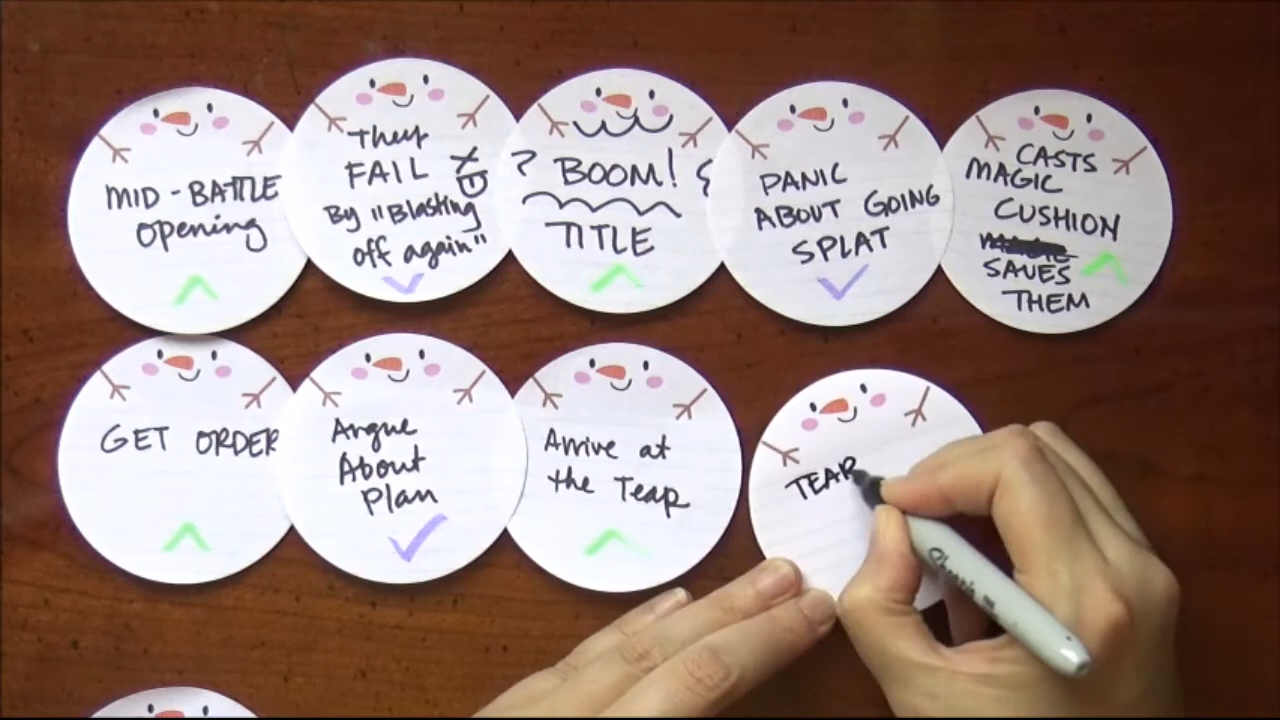 MID-BATTLE
opening
They
FAIL
By "Blasting
off again"
? BOOM!
TITLE
PANIC
ABOUT GOING
SPLAT
CASTS
MAGIC
CUSHION
SAVES
THEM
GET ORDER
Argue
About
Plan
Arrive at
the Tear
TEAR